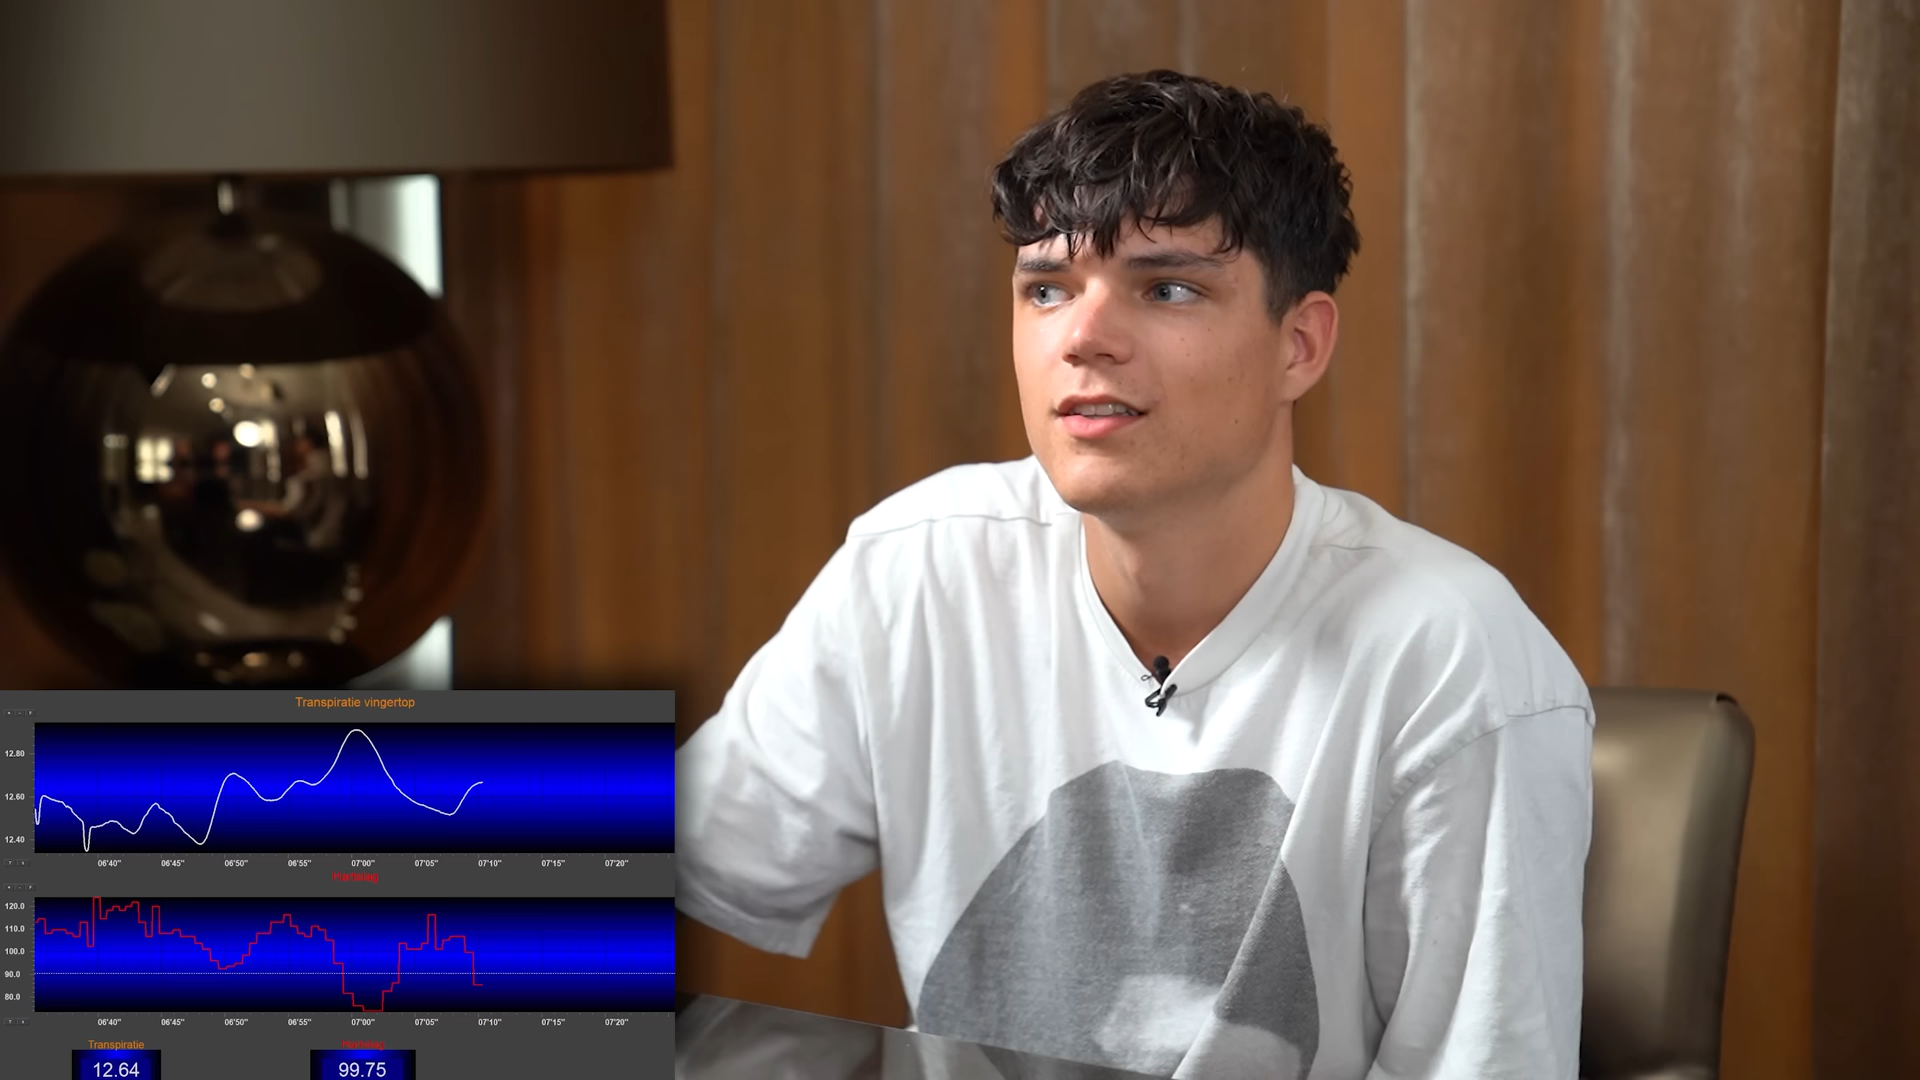 Transpiratie vingertop
12.80
12.60
12.40
06'40" 06'45" 06'50" 06'55" 07'00" 07'05" 07'10" 07'15" 07'20"
Hartslag
120.0
110.0
100.0
90.0
80.0
06'40" 06'45" 06'50" 06'55" 07'00" 07'05" 07'10" 07'15" 07'20"
Transpiratie Hartslag
12.64 99.75